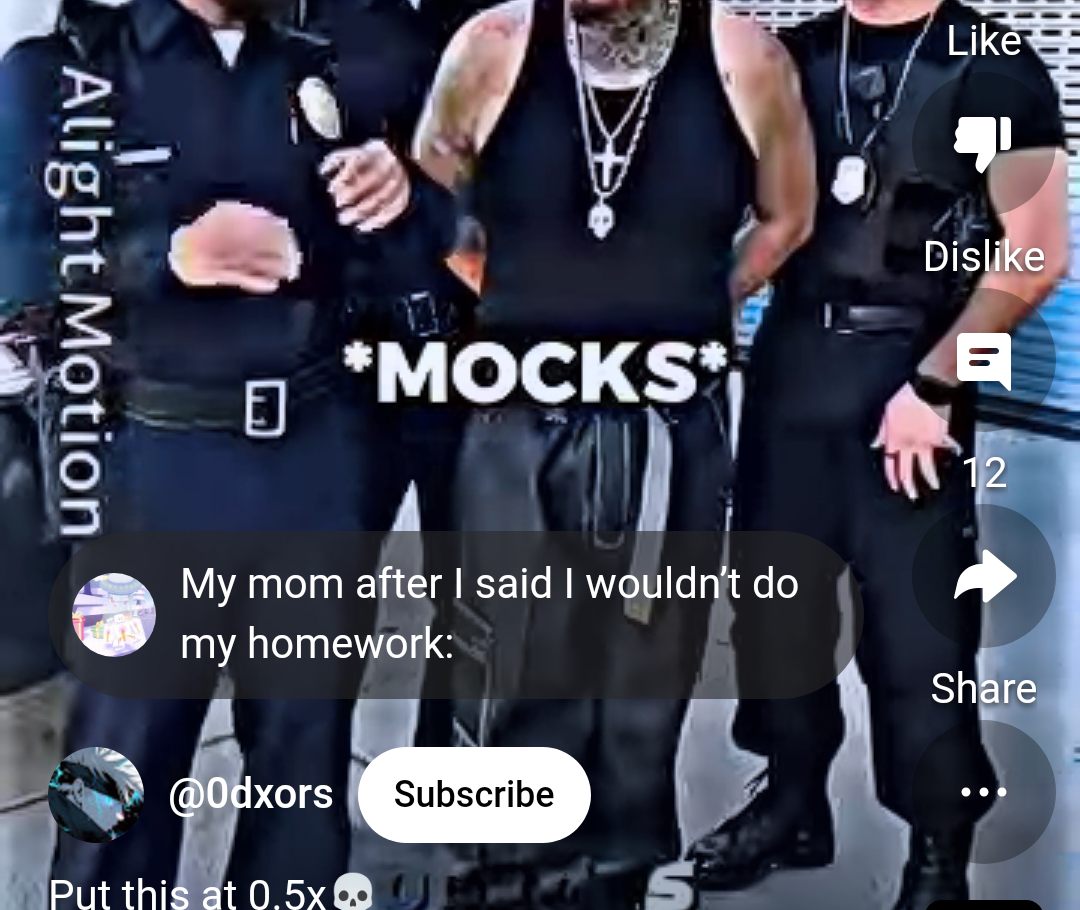 Like
Alight Motion
Dislike
*MOCKS*
12
My mom after I said I wouldn’t do
my homework:
Share
@0dxors
Subscribe
Put this at 0.5x💀